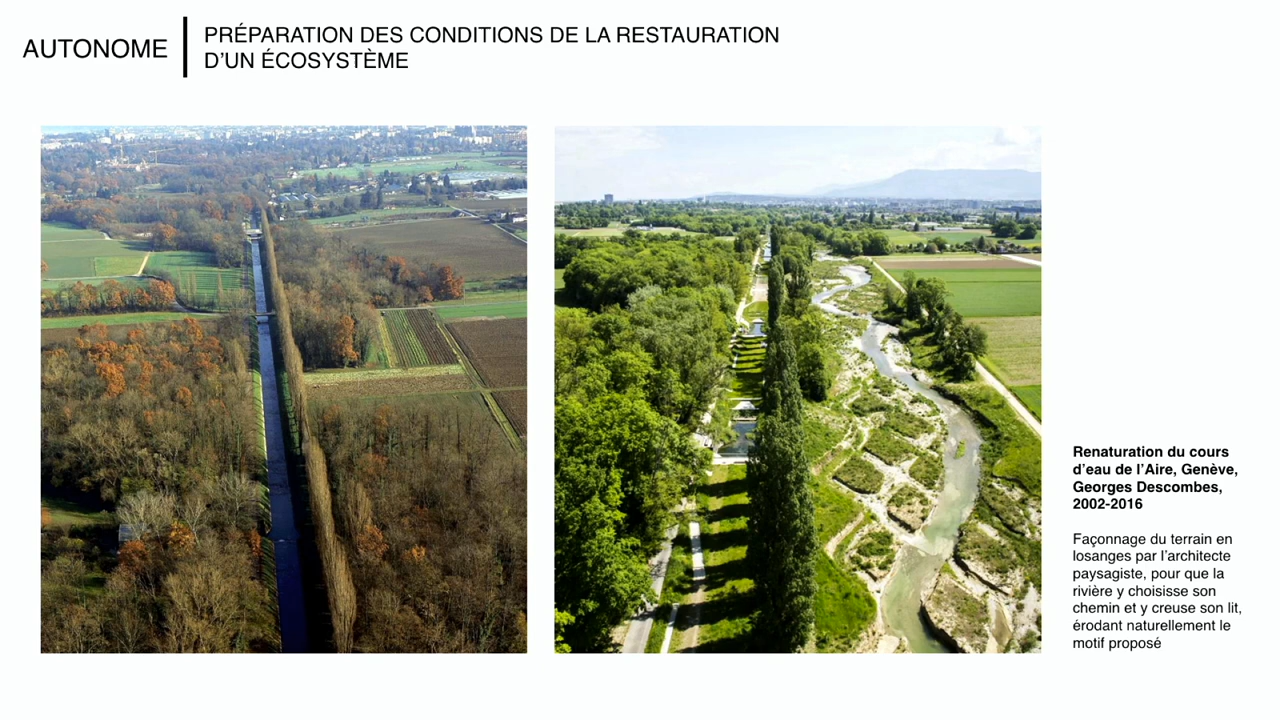 AUTONOME
PRÉPARATION DES CONDITIONS DE LA RESTAURATION
D’UN ÉCOSYSTÈME
Renaturation du cours
d’eau de l’Aire, Genève,
Georges Descombes,
2002-2016
Façonnage du terrain en
losanges par l’architecte
paysagiste, pour que la
rivière y choisisse son
chemin et y creuse son lit,
érodant naturellement le
motif proposé